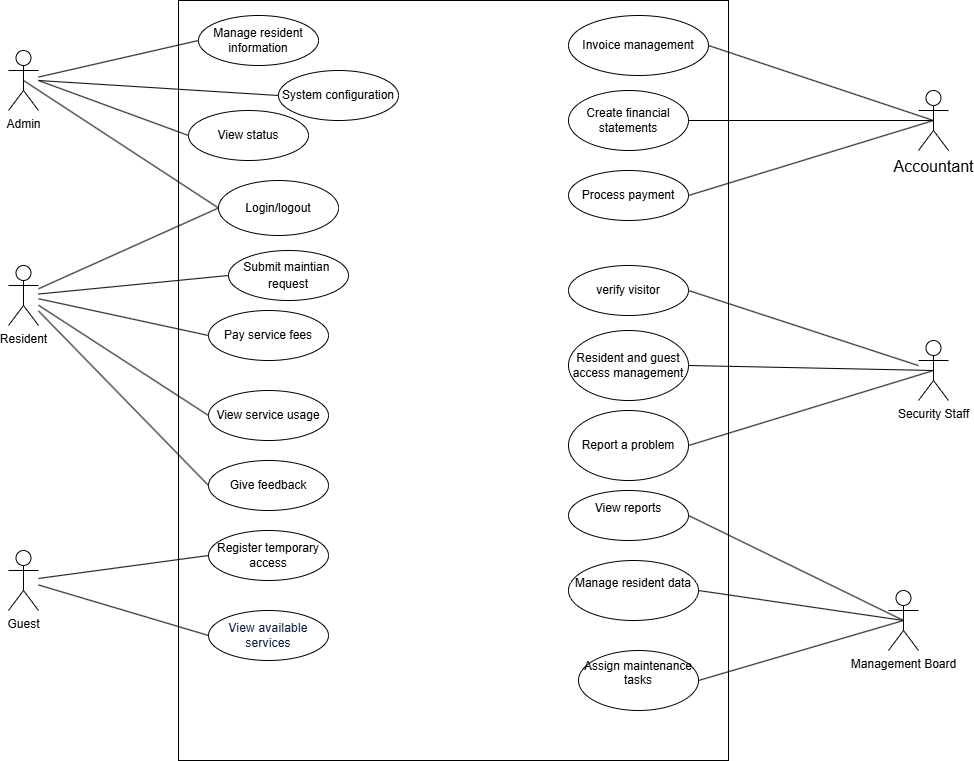 Manage resident
information
Admin
System configuration
View status
Login/logout
Resident
Submit maintian
request
Pay service fees
View service usage
Give feedback
Guest
Register temporary
access
View available
services
Invoice management
Create financial
statements
Process payment
Accountant
verify visitor
Resident and guest
access management
Report a problem
Security Staff
View reports
Manage resident data
Assign maintenance
tasks
Management Board